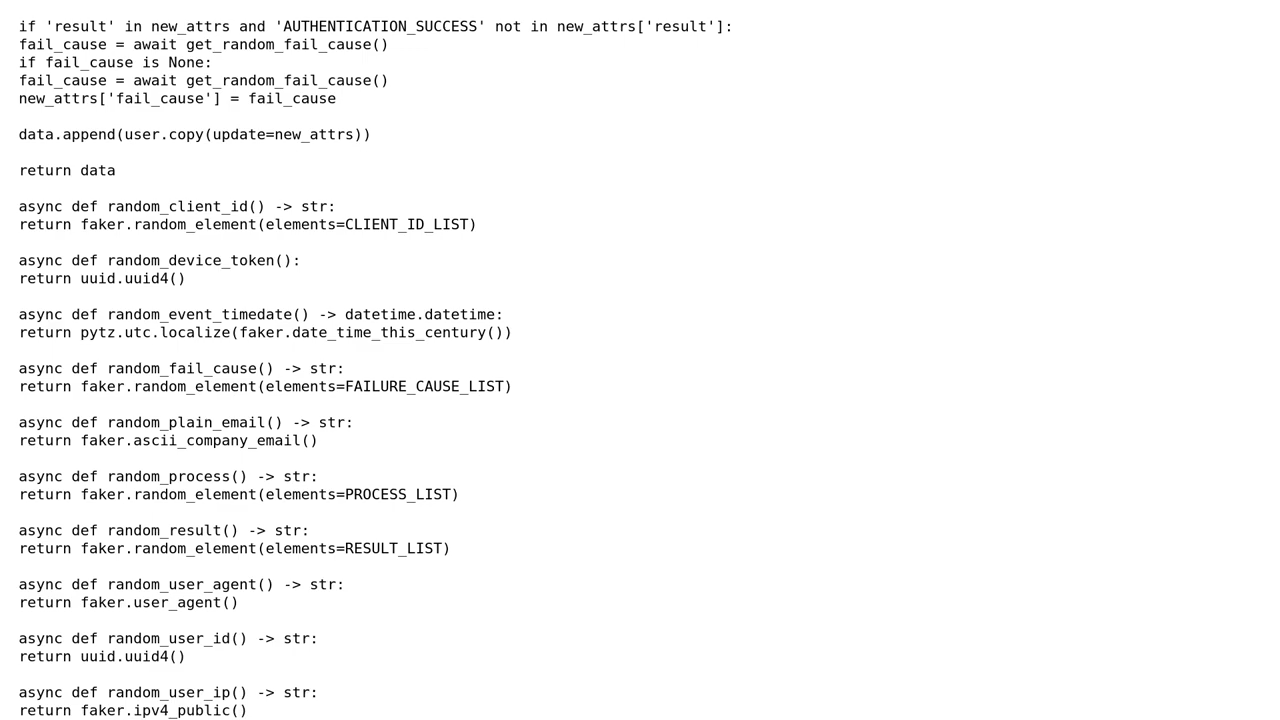 if 'result' in new_attrs and 'AUTHENTICATION_SUCCESS' not in new_attrs['result']:
fail_cause = await get_random_fail_cause()
if fail_cause is None:
fail_cause = await get_random_fail_cause()
new_attrs['fail_cause'] = fail_cause

data.append(user.copy(update=new_attrs))

return data

async def random_client_id() -> str:
return faker.random_element(elements=CLIENT_ID_LIST)

async def random_device_token():
return uuid.uuid4()

async def random_event_timedate() -> datetime.datetime:
return pytz.utc.localize(faker.date_time_this_century())

async def random_fail_cause() -> str:
return faker.random_element(elements=FAILURE_CAUSE_LIST)

async def random_plain_email() -> str:
return faker.ascii_company_email()

async def random_process() -> str:
return faker.random_element(elements=PROCESS_LIST)

async def random_result() -> str:
return faker.random_element(elements=RESULT_LIST)

async def random_user_agent() -> str:
return faker.user_agent()

async def random_user_id() -> str:
return uuid.uuid4()

async def random_user_ip() -> str:
return faker.ipv4_public()